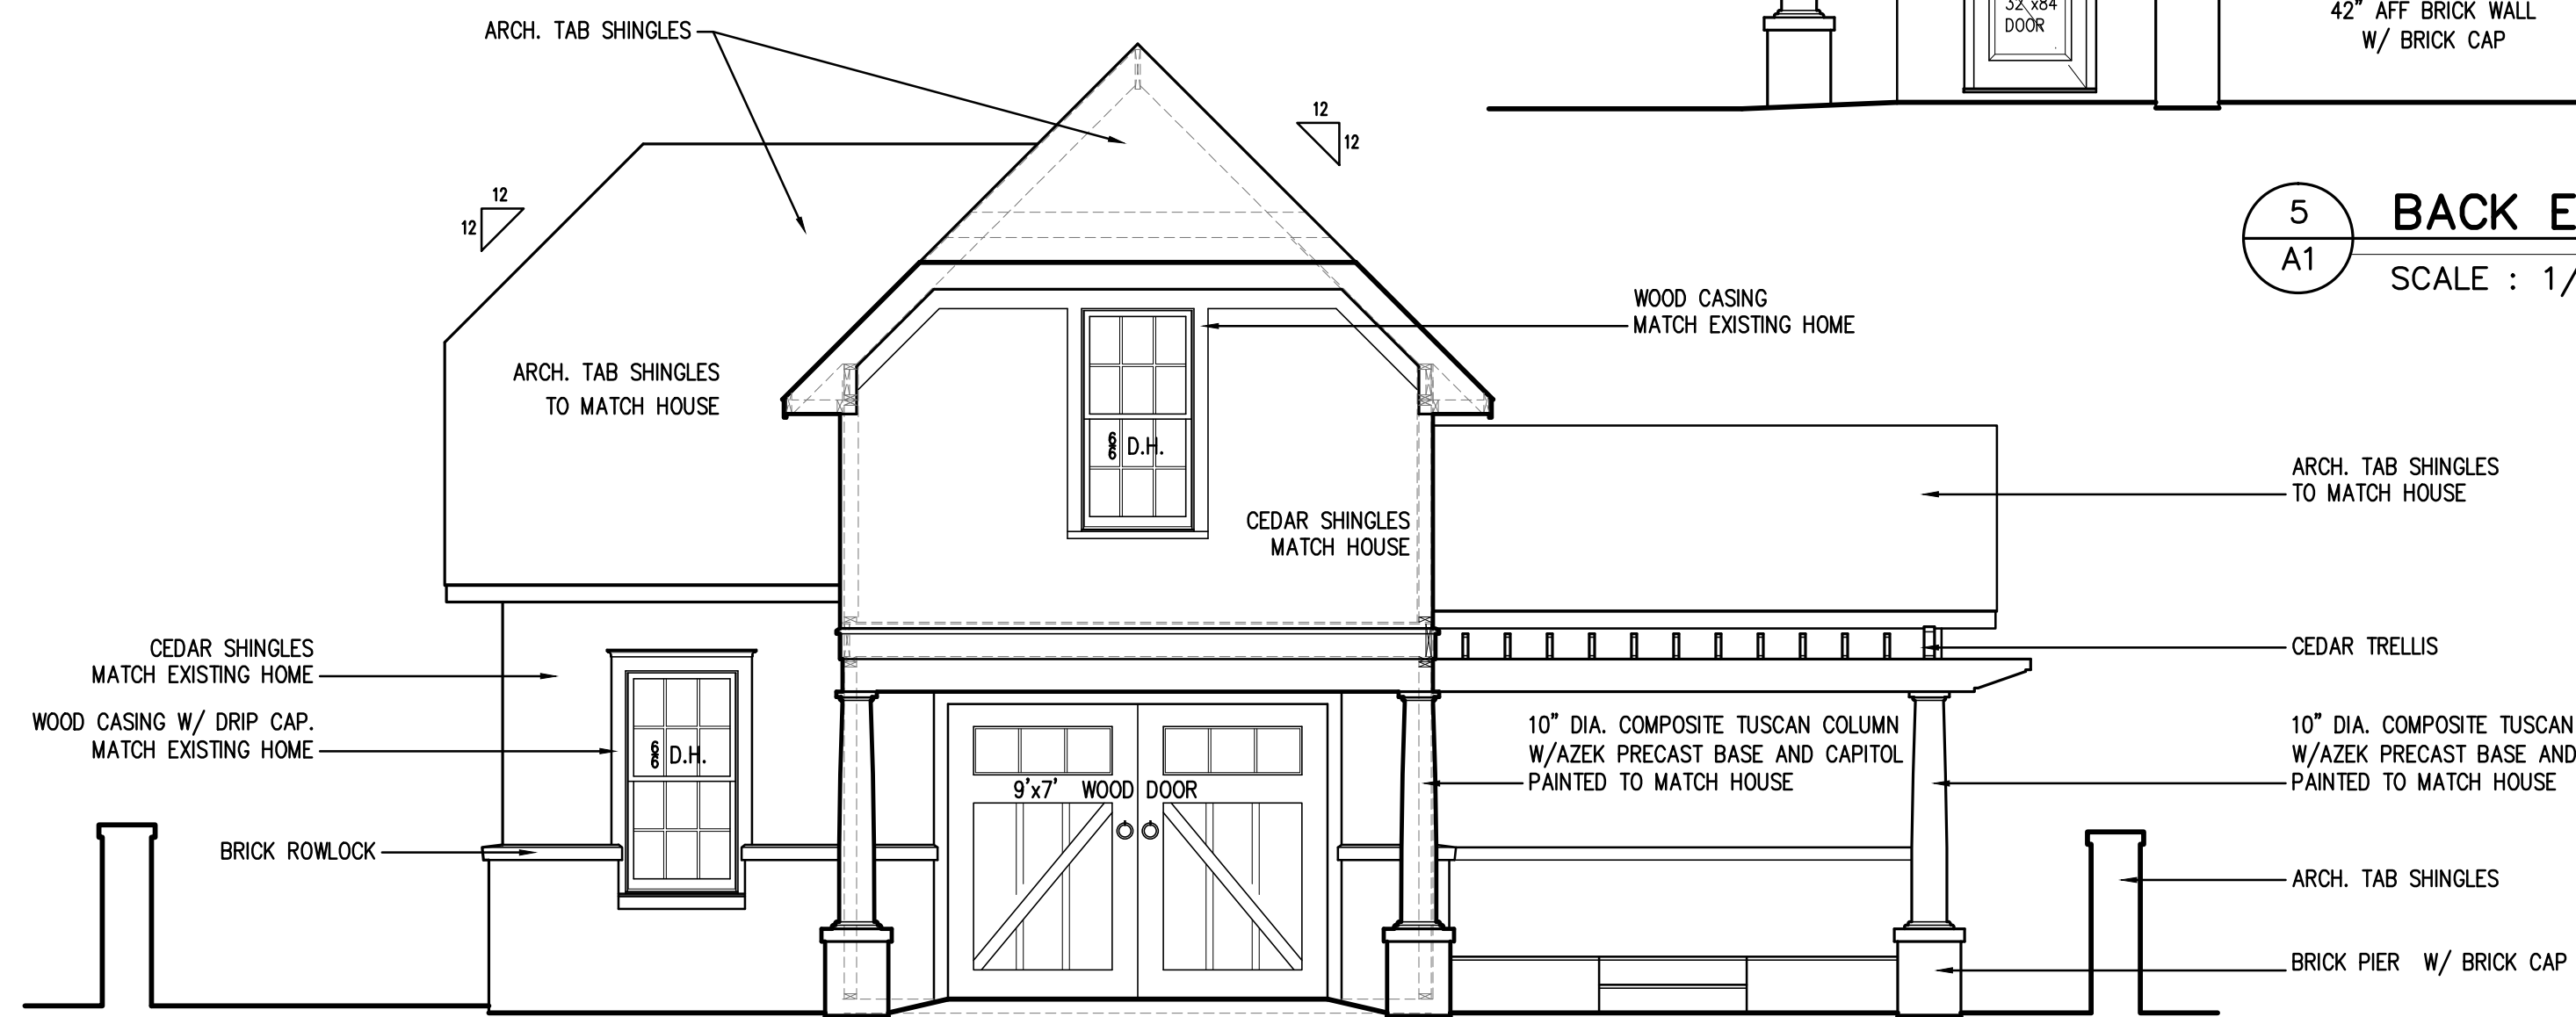 ARCH. TAB SHINGLES
32"x84"
DOOR
42" AFF BRICK WALL
W/ BRICK CAP
12
12
12
12
5
A1
BACK E
SCALE : 1/
WOOD CASING
MATCH EXISTING HOME
ARCH. TAB SHINGLES
TO MATCH HOUSE
6
6
D.H.
CEDAR SHINGLES
MATCH HOUSE
ARCH. TAB SHINGLES
TO MATCH HOUSE
CEDAR SHINGLES
MATCH EXISTING HOME
CEDAR TRELLIS
WOOD CASING W/ DRIP CAP.
MATCH EXISTING HOME
6
6
D.H.
9'x7' WOOD DOOR
10" DIA. COMPOSITE TUSCAN COLUMN
W/AZEK PRECAST BASE AND CAPITOL
PAINTED TO MATCH HOUSE
10" DIA. COMPOSITE TUSCAN
W/AZEK PRECAST BASE AND
PAINTED TO MATCH HOUSE
BRICK ROWLOCK
ARCH. TAB SHINGLES
BRICK PIER W/ BRICK CAP